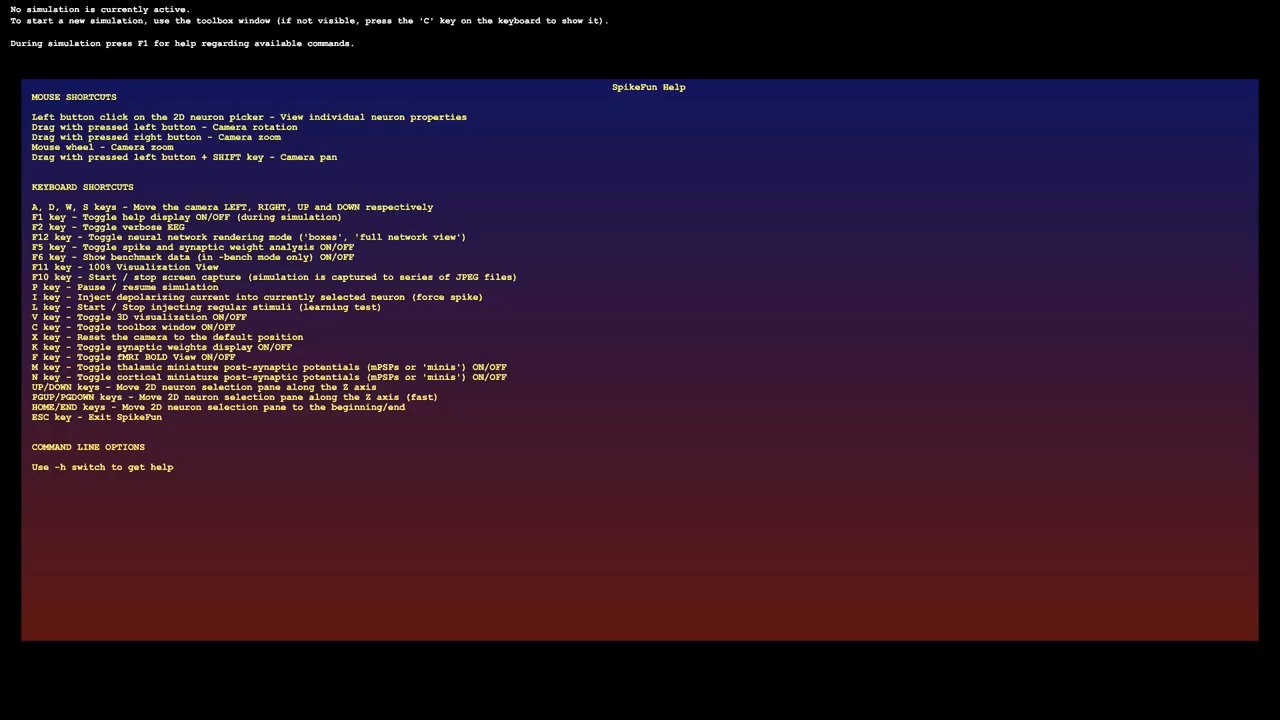 No simulation is currently active.
To start a new simulation, use the toolbox window (if not visible, press the 'C' key on the keyboard to show it).
During simulation press F1 for help regarding available commands.
SpikeFun Help
MOUSE SHORTCUTS
Left button click on the 2D neuron picker - View individual neuron properties
Drag with pressed left button - Camera rotation
Drag with pressed right button - Camera zoom
Mouse wheel - Camera zoom
Drag with pressed left button + SHIFT key - Camera pan
KEYBOARD SHORTCUTS
A, D, W, S keys - Move the camera LEFT, RIGHT, UP and DOWN respectively
F1 key - Toggle help display ON/OFF (during simulation)
F2 key - Toggle verbose EEG
F12 key - Toggle neural network rendering mode ('boxes', 'full network view')
F5 key - Toggle spike and synaptic weight analysis ON/OFF
F6 key - Show benchmark data (in -bench mode only) ON/OFF
F11 key - 100% Visualization View
F10 key - Start / stop screen capture (simulation is captured to series of JPEG files)
P key - Pause / resume simulation
I key - Inject depolarizing current into currently selected neuron (force spike)
L key - Start / Stop injecting regular stimuli (learning test)
V key - Toggle 3D visualization ON/OFF
C key - Toggle toolbox window ON/OFF
X key - Reset the camera to the default position
K key - Toggle synaptic weights display ON/OFF
F key - Toggle fMRI BOLD View ON/OFF
M key - Toggle thalamic miniature post-synaptic potentials (mPSPs or 'minis') ON/OFF
N key - Toggle cortical miniature post-synaptic potentials (mPSPs or 'minis') ON/OFF
UP/DOWN keys - Move 2D neuron selection pane along the Z axis
PGUP/PGDOWN keys - Move 2D neuron selection pane along the Z axis (fast)
HOME/END keys - Move 2D neuron selection pane to the beginning/end
ESC key - Exit SpikeFun
COMMAND LINE OPTIONS
Use -h switch to get help